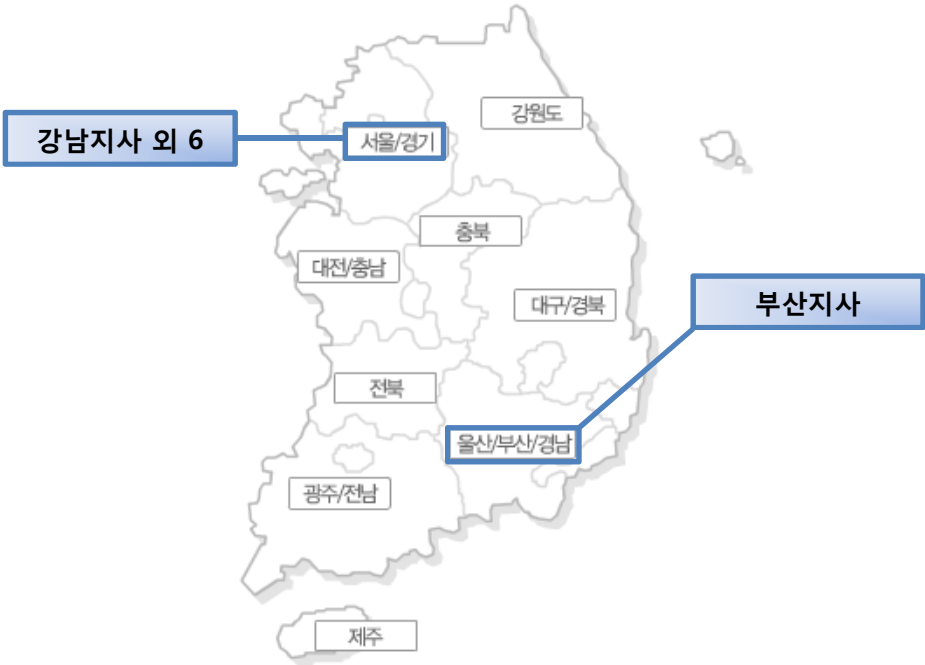 강원도
강남지사 외 6
서울/경기
충북
대전/충남
부산지사
대구/경북
전북
울산/부산/경남
광주/전남
제주